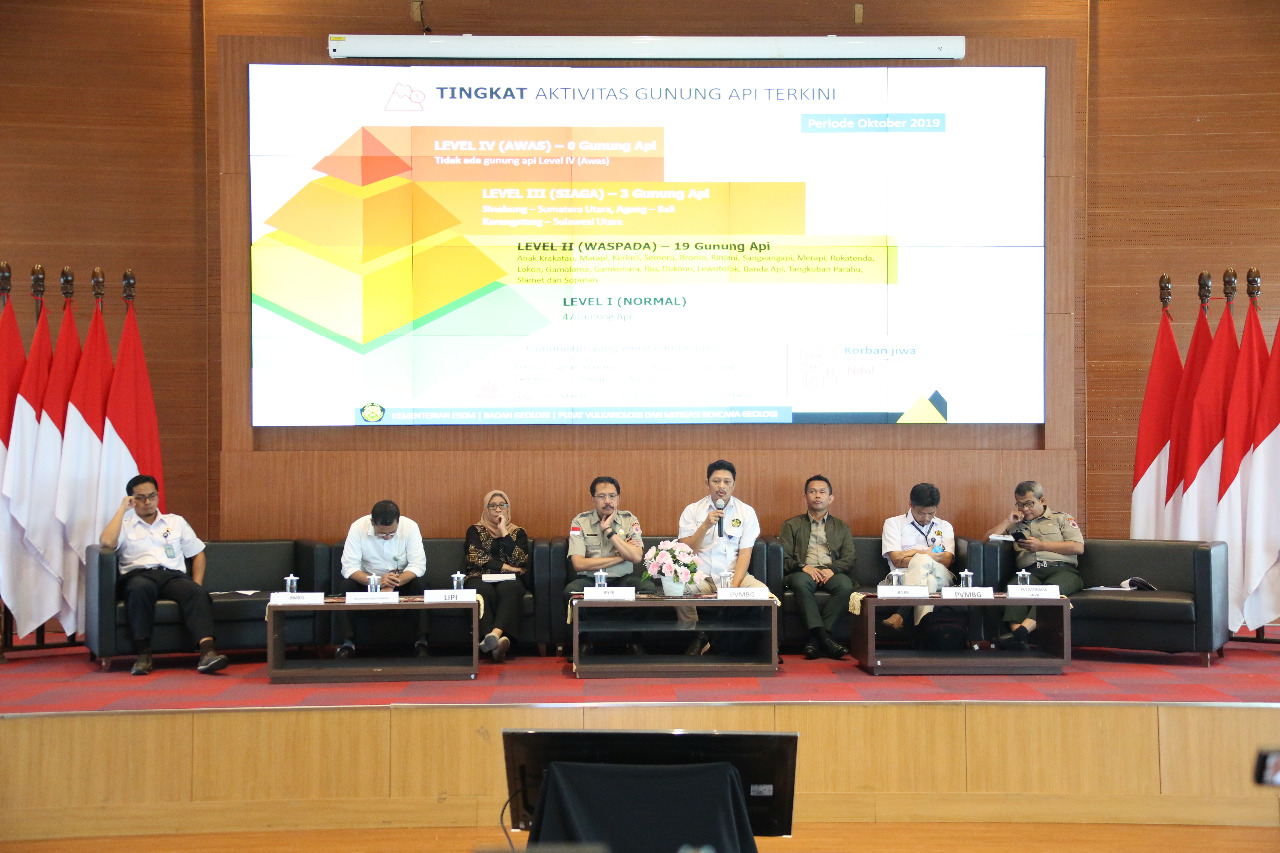 TINGKAT AKTIVITAS GUNUNG API TERKINI
Periode Oktober 2019
LEVEL IV (AWAS) – 0 Gunung Api
Tidak ada gunung api Level IV (Awas)
LEVEL III (SIAGA) – 3 Gunung Api
Sinabung – Sumatera Utara, Agung – Bali
Karangetang – Sulawesi Utara
LEVEL II (WASPADA) – 19 Gunung Api
Anak Krakatau, Marapi, Kerinci, Semeru, Bromo, Rinjani, Sangeangapi, Merapi, Rokatenda,
Lokon, Gamalama, Gamkonora, Ibu, Dukono, Lewotolok, Banda Api, Tangkuban Parahu,
Slamet dan Soputan
LEVEL I (NORMAL)
47 Gunung Api
Korban jiwa
KEMENTERIAN ESDM | BADAN GEOLOGI | PUSAT VULKANOLOGI DAN MITIGASI BENCANA GEOLOGI
LIPI
PVMBG
PVMBG